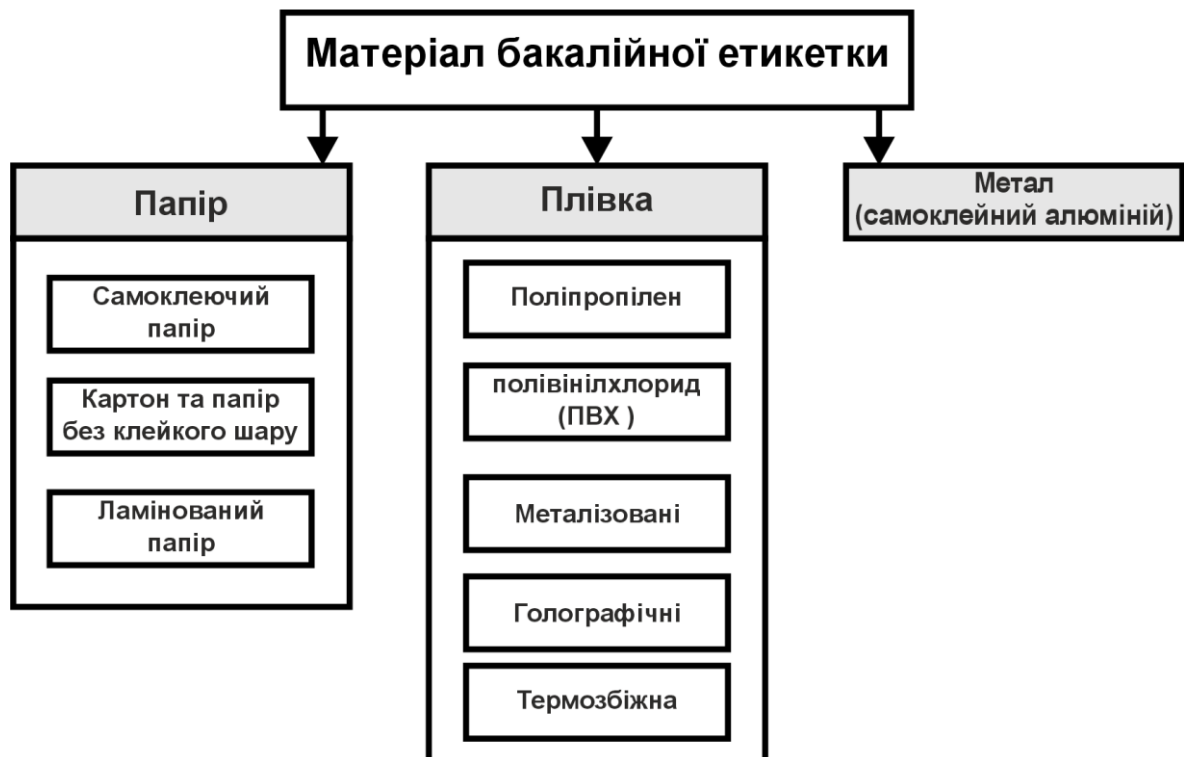 Матеріал бакалійної етикетки
Папір
Самоклеючий
папір
Картон та папір
без клейкого шару
Ламінований
папір
Плівка
Поліпропілен
полівінілхлорид
(ПВХ )
Металізовані
Голографічні
Термозбіжна
Метал
(самоклейний алюміній)